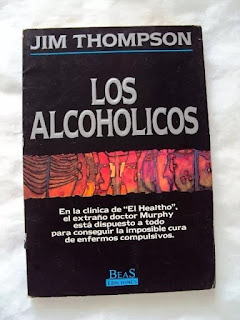 JIM THOMPSON
LOS
ALCOHOLICOS
En la clínica de "El Healtho",
el extraño doctor Murphy
está dispuesto a todo
para conseguir la imposible cura
de enfermos compulsivos.
BEAS
EDICIONES